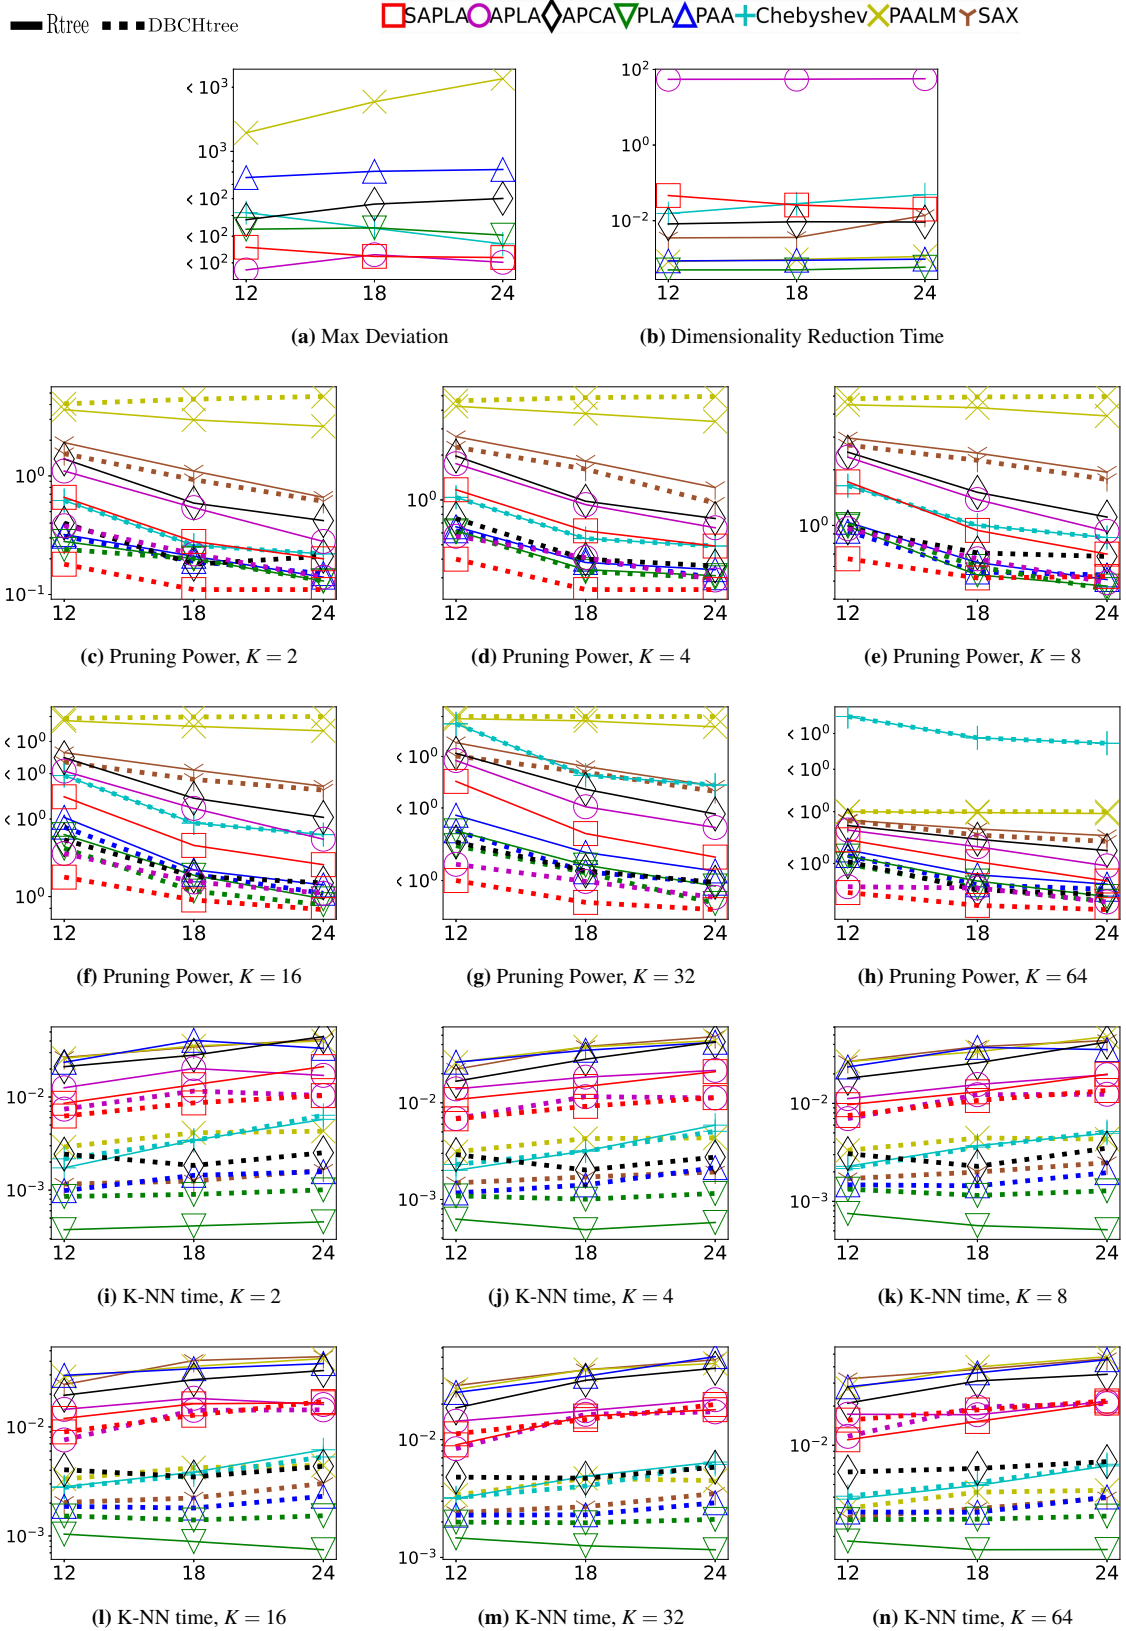 Rtree DBCHtree SAPLA APLA APCA PLA PAA Chebyshev PAALM SAX
< 10³ 10³ < 10² < 10² < 10² 12 18 24
10² 10⁰ 10⁻² 12 18 24
(a) Max Deviation (b) Dimensionality Reduction Time
10⁰ 10⁻¹ 12 18 24
10⁰ 12 18 24
10⁰ 12 18 24
(c) Pruning Power, K = 2 (d) Pruning Power, K = 4 (e) Pruning Power, K = 8
< 10⁰ < 10⁰ < 10⁰ 10⁰ 12 18 24
< 10⁰ < 10⁰ < 10⁰ 12 18 24
< 10⁰ < 10⁰ < 10⁰ 12 18 24
(f) Pruning Power, K = 16 (g) Pruning Power, K = 32 (h) Pruning Power, K = 64
10⁻² 10⁻³ 12 18 24
10⁻² 10⁻³ 12 18 24
10⁻² 10⁻³ 12 18 24
(i) K-NN time, K = 2 (j) K-NN time, K = 4 (k) K-NN time, K = 8
10⁻² 10⁻³ 12 18 24
10⁻² 10⁻³ 12 18 24
10⁻² 12 18 24
(l) K-NN time, K = 16 (m) K-NN time, K = 32 (n) K-NN time, K = 64